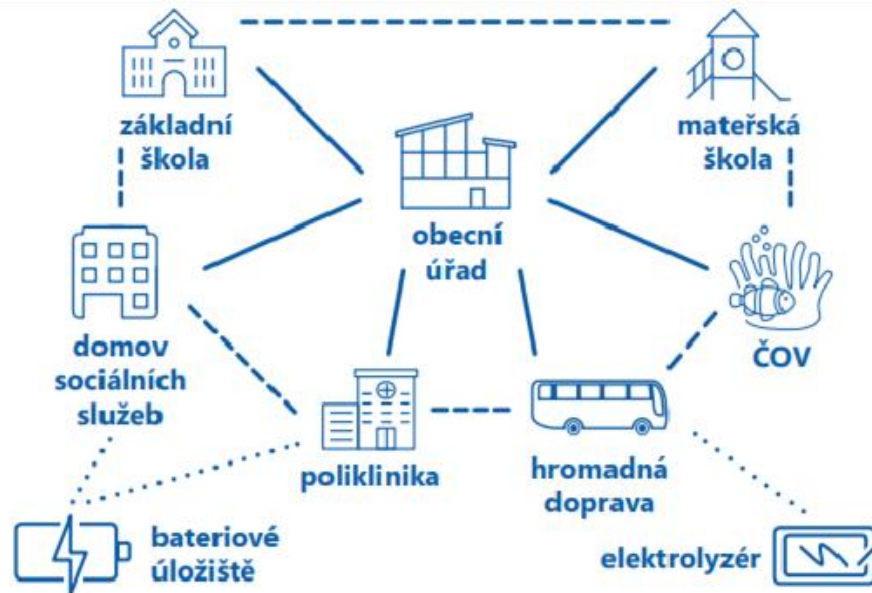 základní
škola
mateřská
škola
obecní
úřad
domov
sociálních
služeb
ČOV
poliklinika
hromadná
doprava
bateriové
úložiště
elektrolyzér